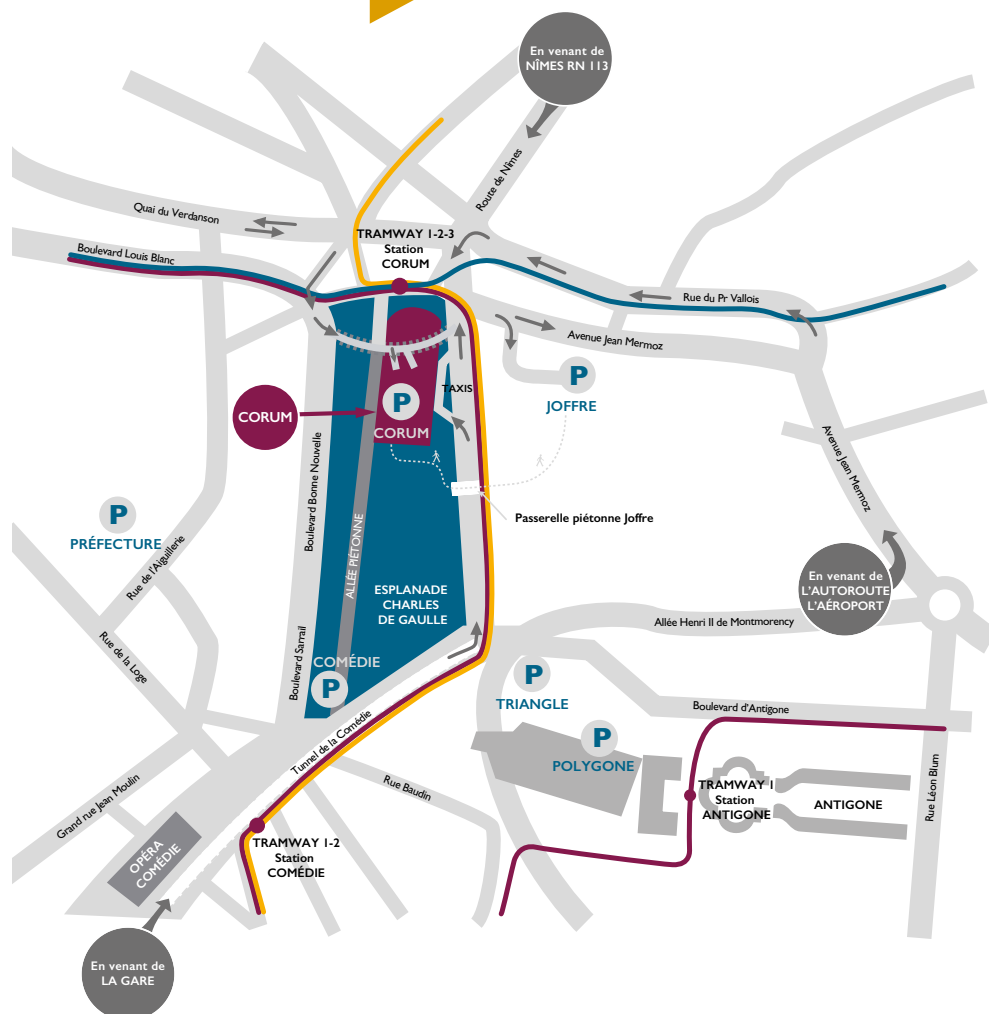 En venant de
NÎMES RN 113
Route de Nîmes
Quai du Verdanson
TRAMWAY 1-2-3
Station
CORUM
Boulevard Louis Blanc
Rue du Pr Vallois
Avenue Jean Mermoz
P
JOFFRE
TAXIS
P
CORUM
CORUM
Boulevard Bonne Nouvelle
ALLÉE PIÉTONNE
Avenue Jean Mermoz
Passerelle piétonne Joffre
P
PRÉFECTURE
Rue de l'Aiguillerie
En venant de
L'AUTOROUTE
L'AÉROPORT
ESPLANADE
CHARLES
DE GAULLE
Allée Henri II de Montmorency
Rue de la Loge
Boulevard Sarrail
COMÉDIE
P
P
TRIANGLE
Boulevard d'Antigone
P
POLYGONE
Tunnel de la Comédie
Rue Baudin
TRAMWAY 1
Station
ANTIGONE
ANTIGONE
Rue Léon Blum
Grand rue Jean Moulin
OPÉRA
COMÉDIE
TRAMWAY 1-2
Station
COMÉDIE
En venant de
LA GARE